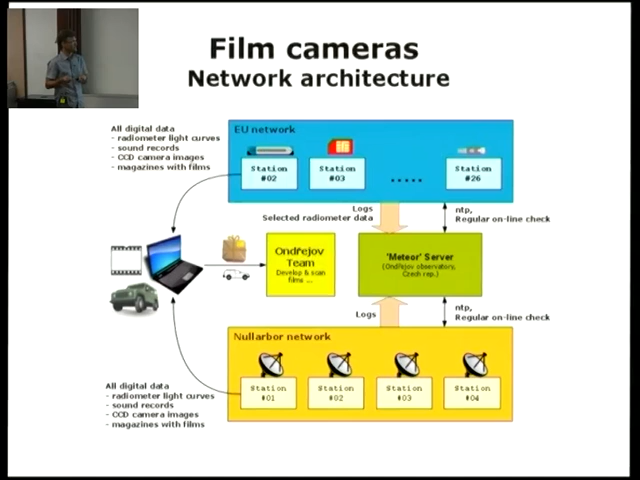 Film cameras
Network architecture
All digital data
- radiometer light curves
- sound records
- CCD camera images
- magazines with films
EU network
Station
#02
Station
#03
.....
Station
#26
Logs
Selected radiometer data
ntp,
Regular on-line check
Ondřejov
Team
Develop & scan
films ...
'Meteor' Server
(Ondřejov observatory,
Czech rep.)
Logs
ntp,
Regular on-line check
Nullarbor network
Station
#01
Station
#02
Station
#03
Station
#04
All digital data
- radiometer light curves
- sound records
- CCD camera images
- magazines with films